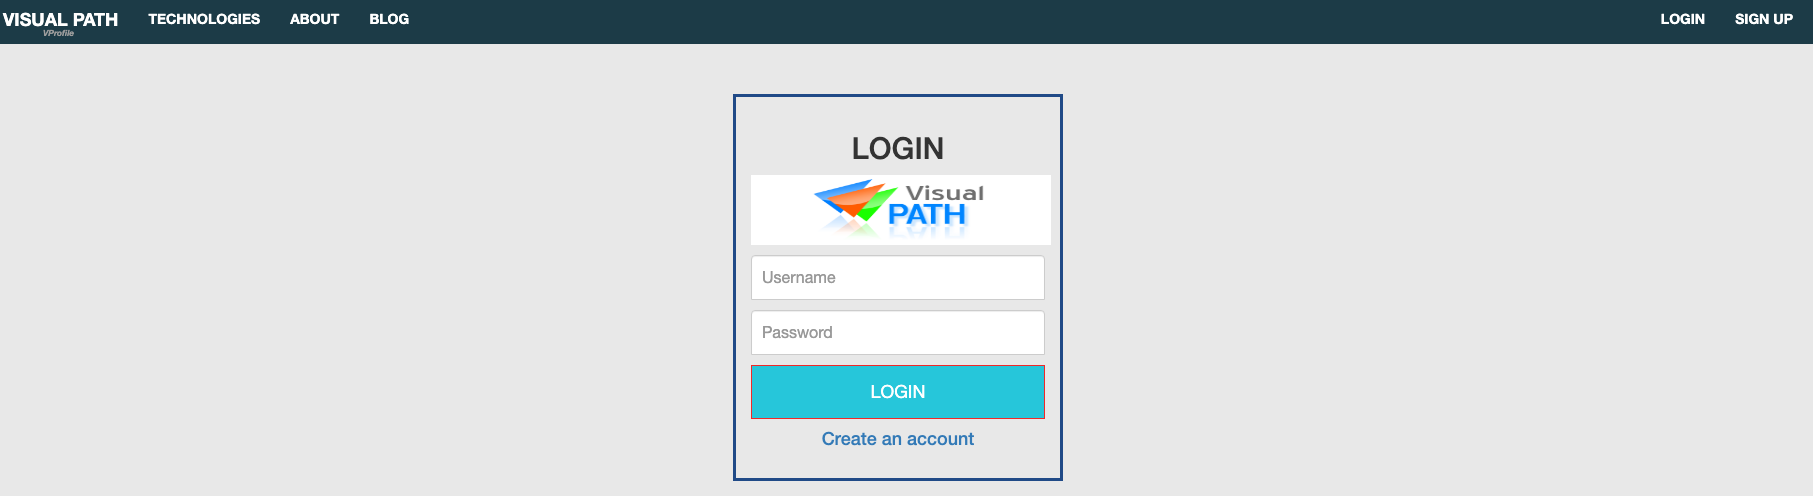 VISUAL PATH
VProfile
TECHNOLOGIES
ABOUT
BLOG
LOGIN
SIGN UP
LOGIN
Visual
PATH
Username
Password
LOGIN
Create an account